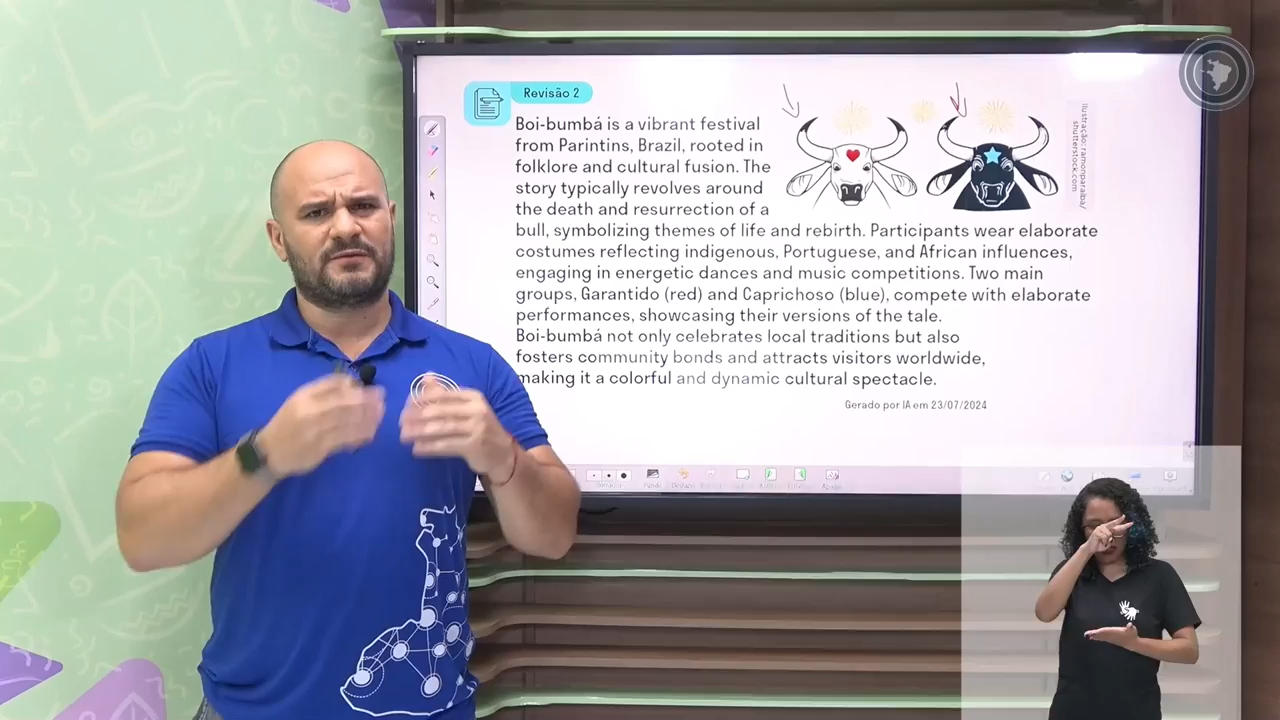 Revisão 2
Boi-bumbá is a vibrant festival
from Parintins, Brazil, rooted in
folklore and cultural fusion. The
story typically revolves around
the death and resurrection of a
bull, symbolizing themes of life and rebirth. Participants wear elaborate
costumes reflecting indigenous, Portuguese, and African influences,
engaging in energetic dances and music competitions. Two main
groups, Garantido (red) and Caprichoso (blue), compete with elaborate
performances, showcasing their versions of the tale.
Boi-bumbá not only celebrates local traditions but also
fosters community bonds and attracts visitors worldwide,
making it a colorful and dynamic cultural spectacle.
Gerado por IA em 23/07/2024
Ilustração: ramonparaiba/
shutterstock.com